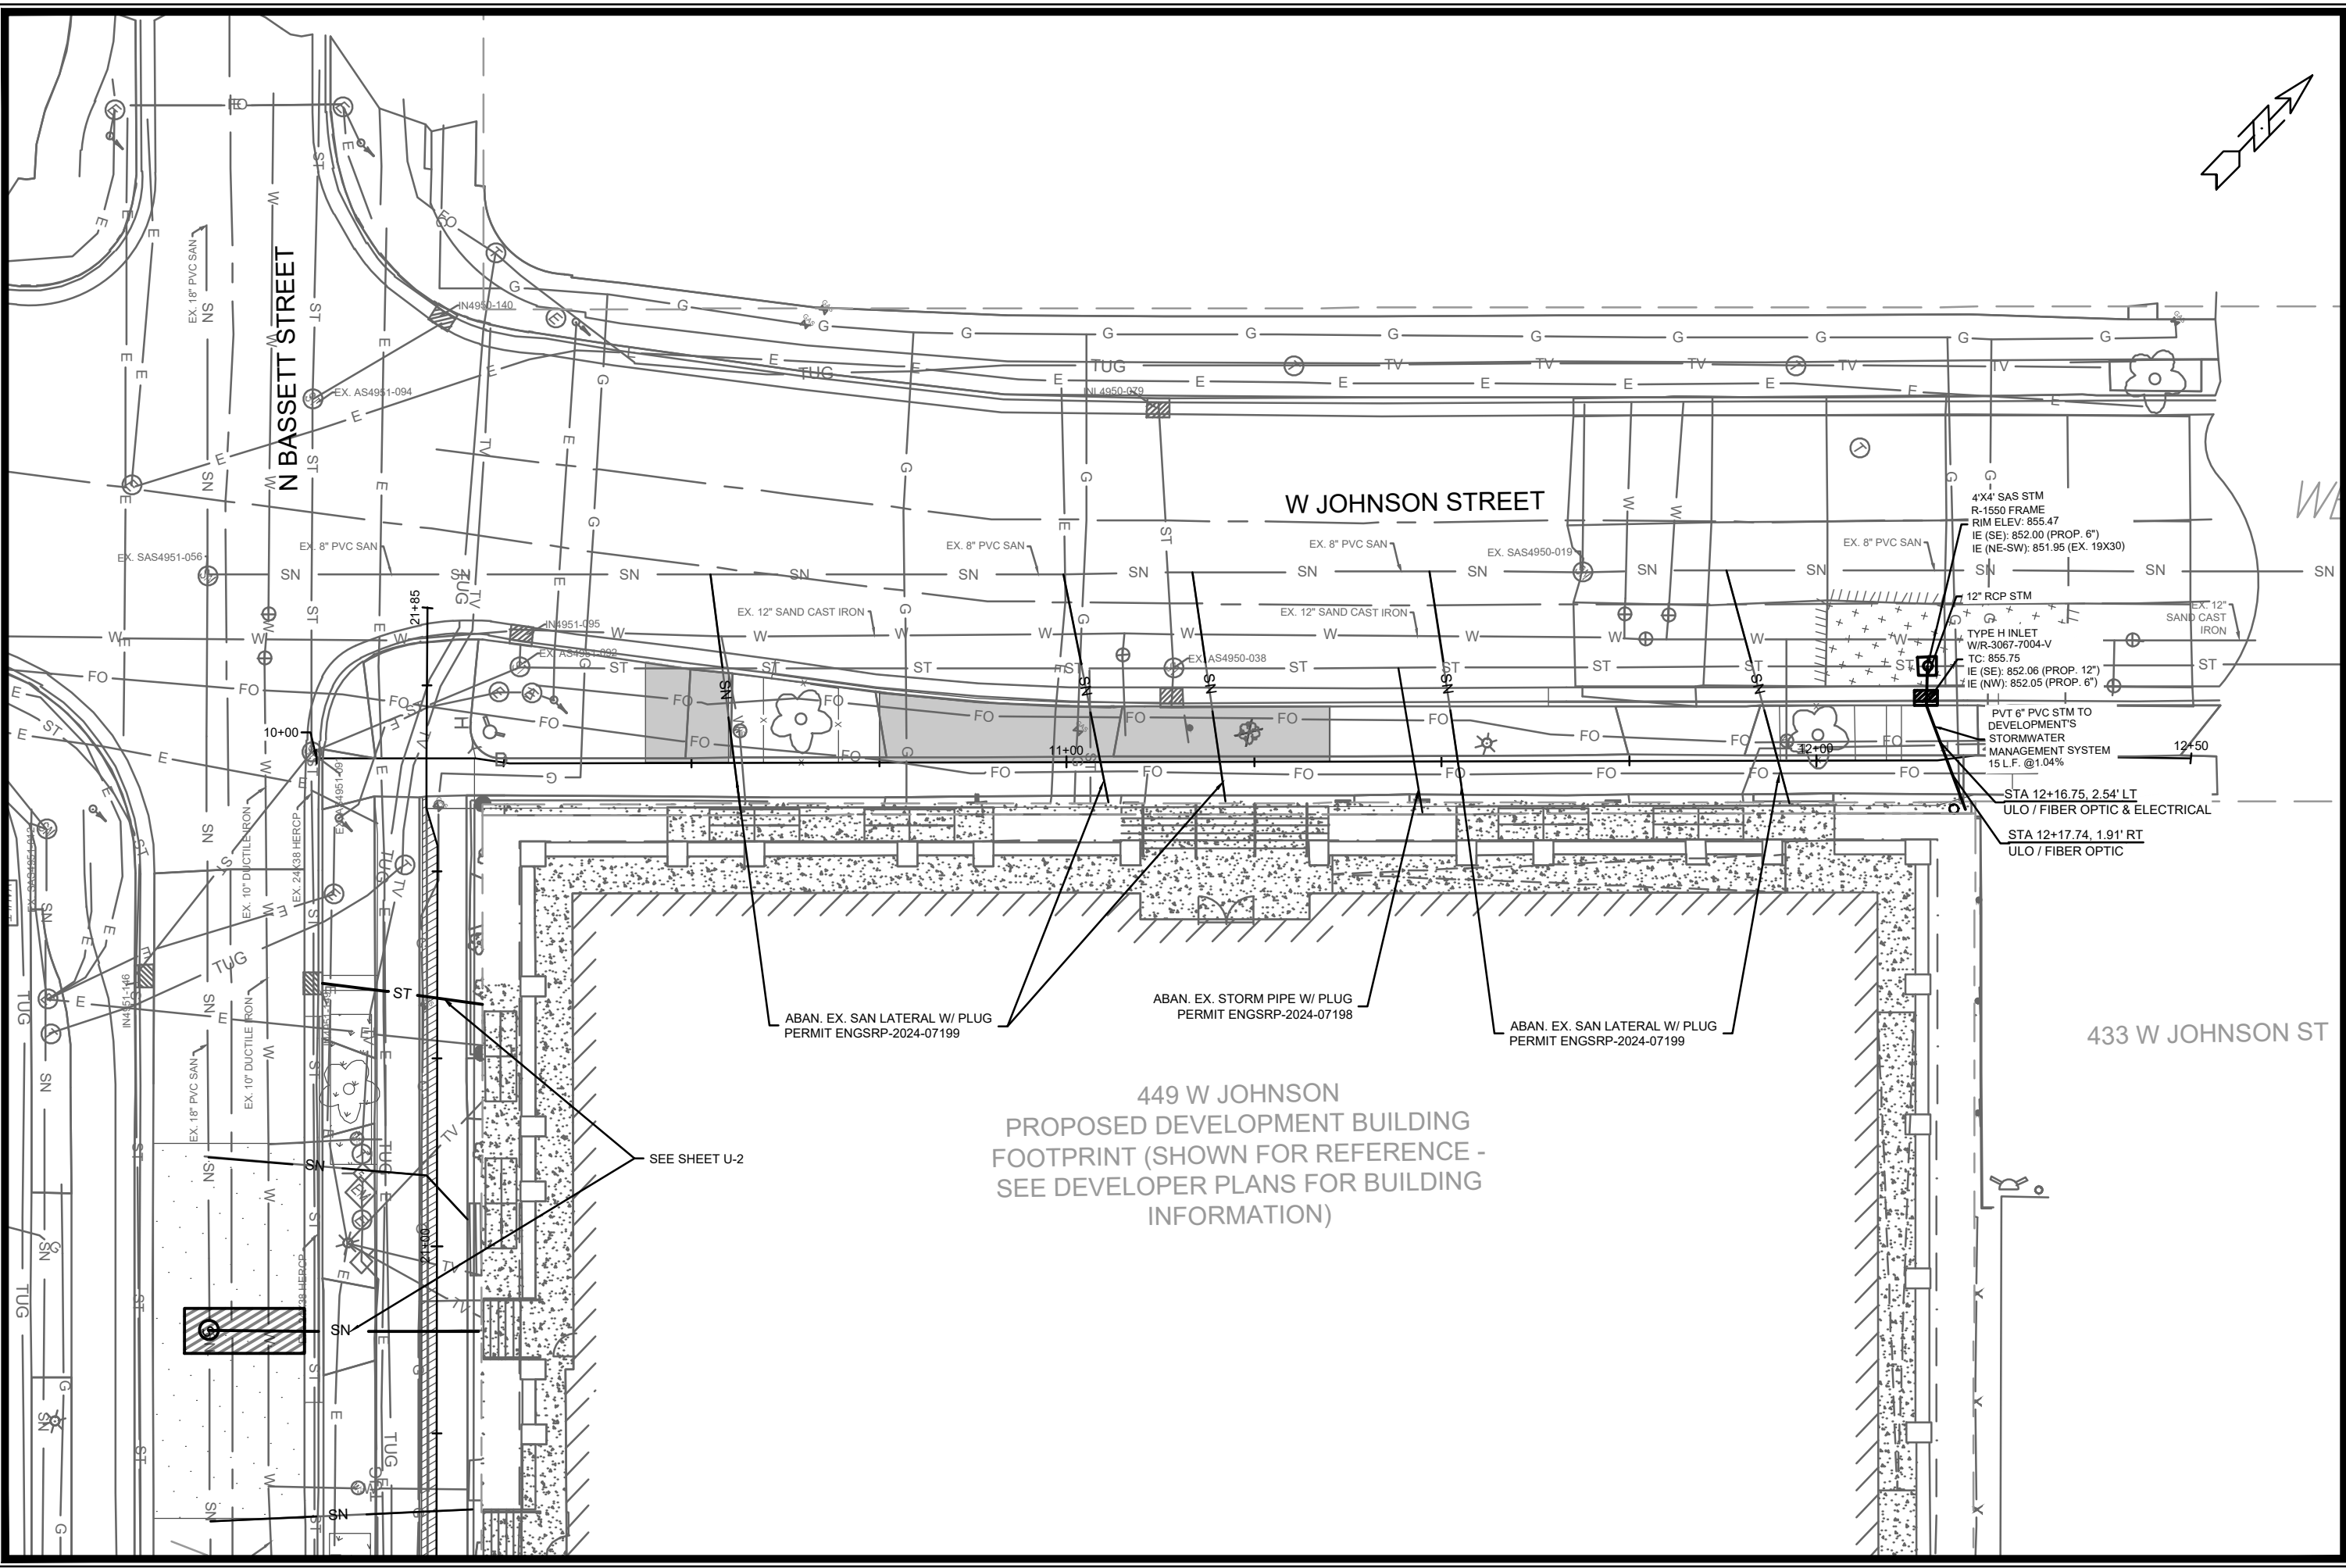 N BASSETT STREET
W JOHNSON STREET
EX. 18" PVC SAN
IN4950-140
EX. AS4951-094
INL4950-079
EX. SAS4951-056
EX. 8" PVC SAN
EX. 8" PVC SAN
EX. 8" PVC SAN
EX. SAS4950-019
EX. 8" PVC SAN
4'X4' SAS STM
R-1550 FRAME
RIM ELEV: 855.47
IE (SE): 852.00 (PROP. 6")
IE (NE-SW): 851.95 (EX. 19X30)
12" RCP STM
TYPE H INLET
W/R-3067-7004-V
TC: 855.75
IE (SE): 852.06 (PROP. 12")
IE (NW): 852.05 (PROP. 6")
PVT 6" PVC STM TO
DEVELOPMENT'S
STORMWATER
MANAGEMENT SYSTEM
15 L.F. @1.04%
EX. 12"
SAND CAST
IRON
21+85
IN4951-095
EX. 12" SAND CAST IRON
EX. 12" SAND CAST IRON
EX. AS4951-092
EX. AS4950-038
10+00
11+00
12+00
12+50
STA 12+16.75, 2.54' LT
ULO / FIBER OPTIC & ELECTRICAL
STA 12+17.74, 1.91' RT
ULO / FIBER OPTIC
EX. 10" DUCTILE IRON
EX. 24X38 HERCP
IN4951-146
ABAN. EX. SAN LATERAL W/ PLUG
PERMIT ENGSRP-2024-07199
ABAN. EX. STORM PIPE W/ PLUG
PERMIT ENGSRP-2024-07198
ABAN. EX. SAN LATERAL W/ PLUG
PERMIT ENGSRP-2024-07199
433 W JOHNSON ST
449 W JOHNSON
PROPOSED DEVELOPMENT BUILDING
FOOTPRINT (SHOWN FOR REFERENCE -
SEE DEVELOPER PLANS FOR BUILDING
INFORMATION)
SEE SHEET U-2
EX. 18" PVC SAN
EX. 10" DUCTILE IRON
21+00